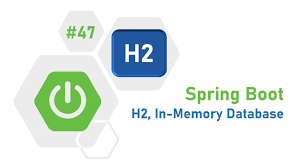 #47
H2
Spring Boot
H2, In-Memory Database